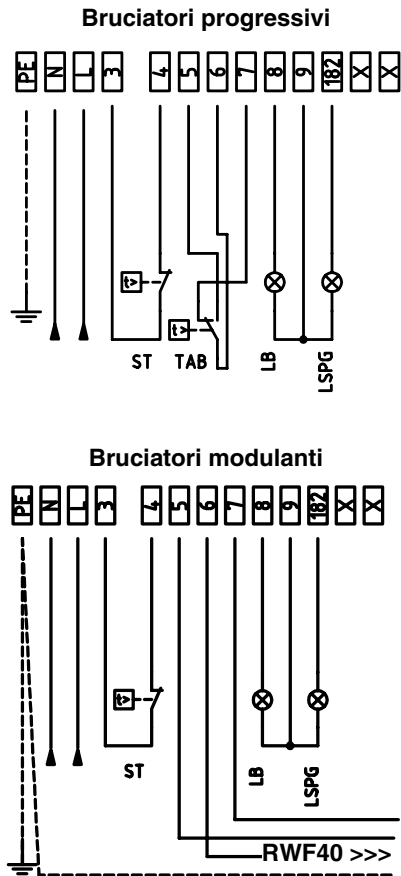 Bruciatori progressivi
PE N L 3 4 5 6 7 8 9 182 X X
ST TAB LB LSPG
Bruciatori modulanti
PE N L 3 4 5 6 7 8 9 182 X X
ST LB LSPG
RWF40 >>>